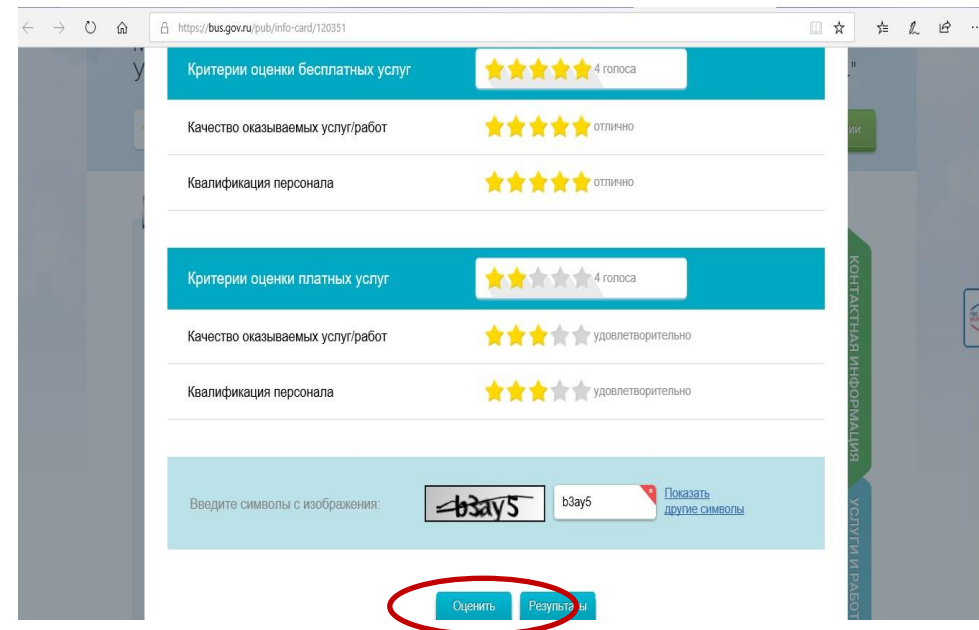 https://bus.gov.ru/pub/info-card/120351
Критерии оценки бесплатных услуг 4 голоса
Качество оказываемых услуг/работ отлично
Квалификация персонала отлично
Критерии оценки платных услуг 4 голоса
Качество оказываемых услуг/работ удовлетворительно
Квалификация персонала удовлетворительно
Введите символы с изображения: b3ay5 b3ay5 Показать
другие символы
Оценить Результаты
КОНТАКТНАЯ ИНФОРМАЦИЯ
УСЛУГИ И РАБОТ